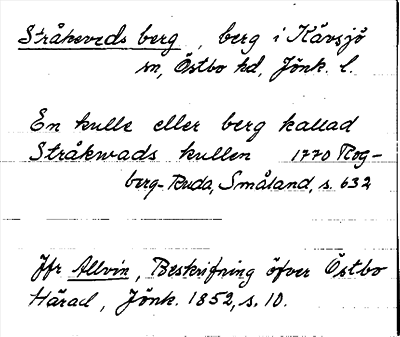 Stråkeveds berg, berg i Kävsjö
sn, Östbo hd, Jönk. l.
En kulle eller berg kallad
Stråkwads kullen 1770 Rog-
berg-Ruda, Småland, s. 632
Jfr Allvin, Beskrifning öfver Östbo
Härad, Jönk. 1852, s. 10.